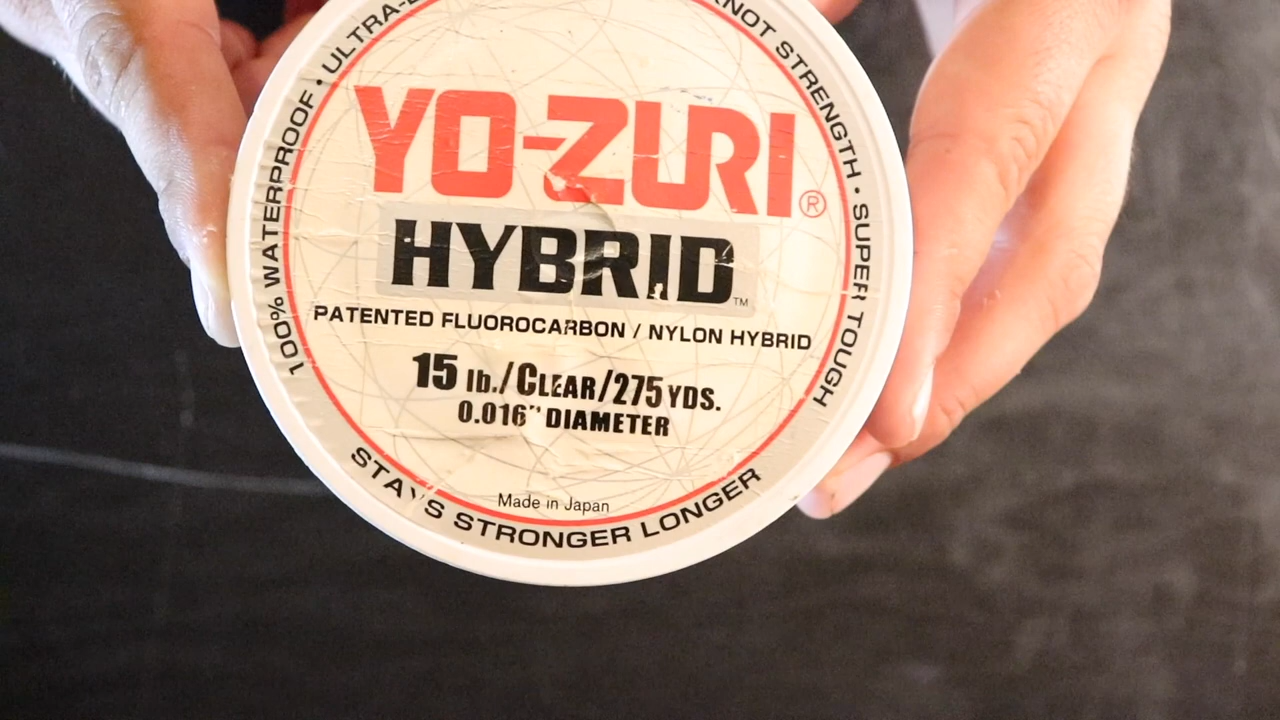 100% WATERPROOF • ULTRA-
KNOT STRENGTH • SUPER TOUGH
YO-ZURI®
HYBRID™
PATENTED FLUOROCARBON / NYLON HYBRID
15 lb./CLEAR/275 YDS.
0.016" DIAMETER
Made in Japan
STAYS STRONGER LONGER